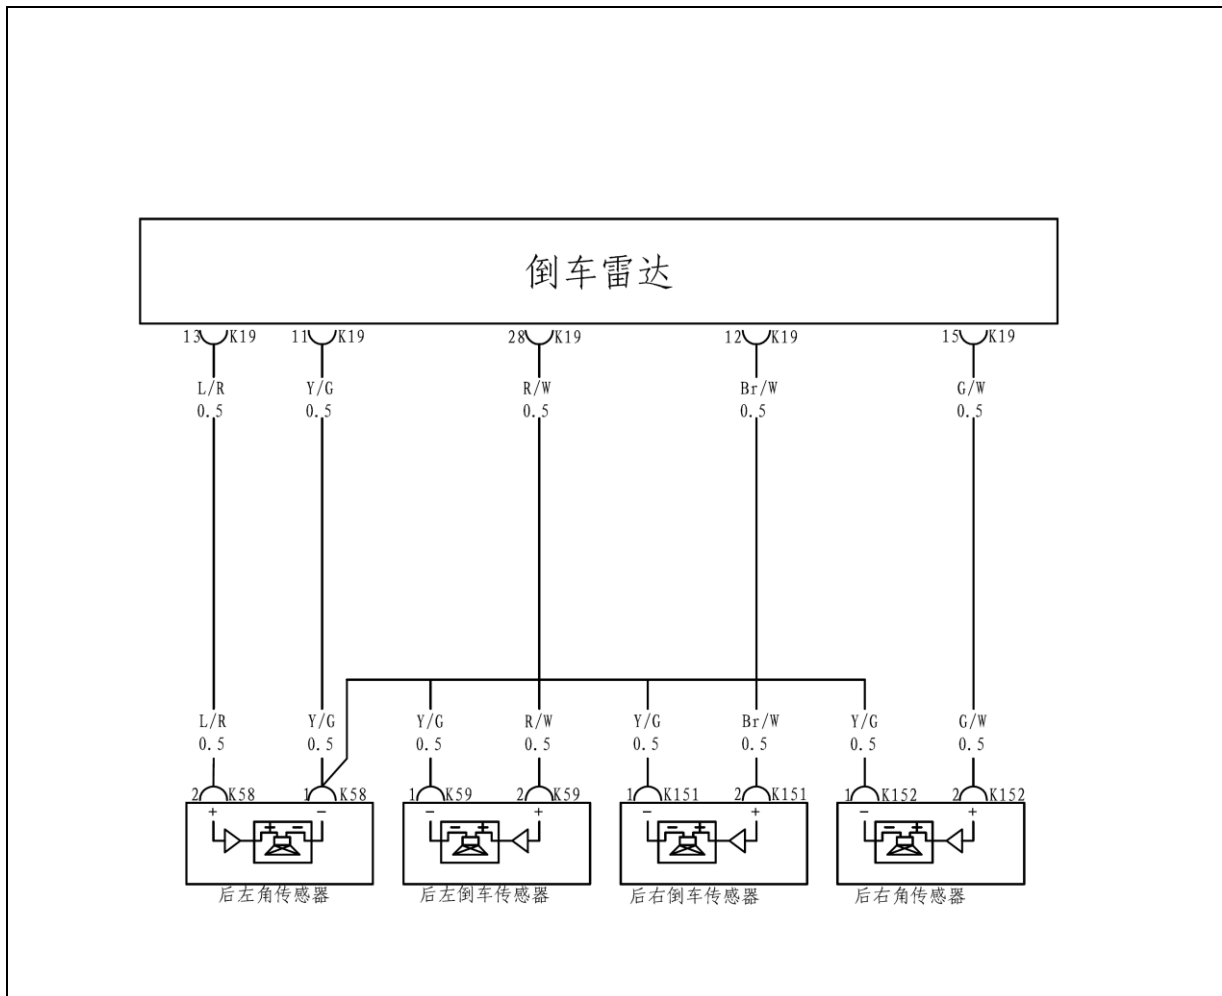 倒车雷达
13 K19 11 K19 28 K19 12 K19 15 K19
L/R Y/G R/W Br/W G/W
0.5 0.5 0.5 0.5 0.5
L/R Y/G Y/G R/W Y/G Br/W Y/G G/W
0.5 0.5 0.5 0.5 0.5 0.5 0.5 0.5
2 K58 1 K58 1 K59 2 K59 1 K151 2 K151 1 K152 2 K152
+ - - + - + - +
+ - - + - + - +
后左角传感器 后左倒车传感器 后右倒车传感器 后右角传感器